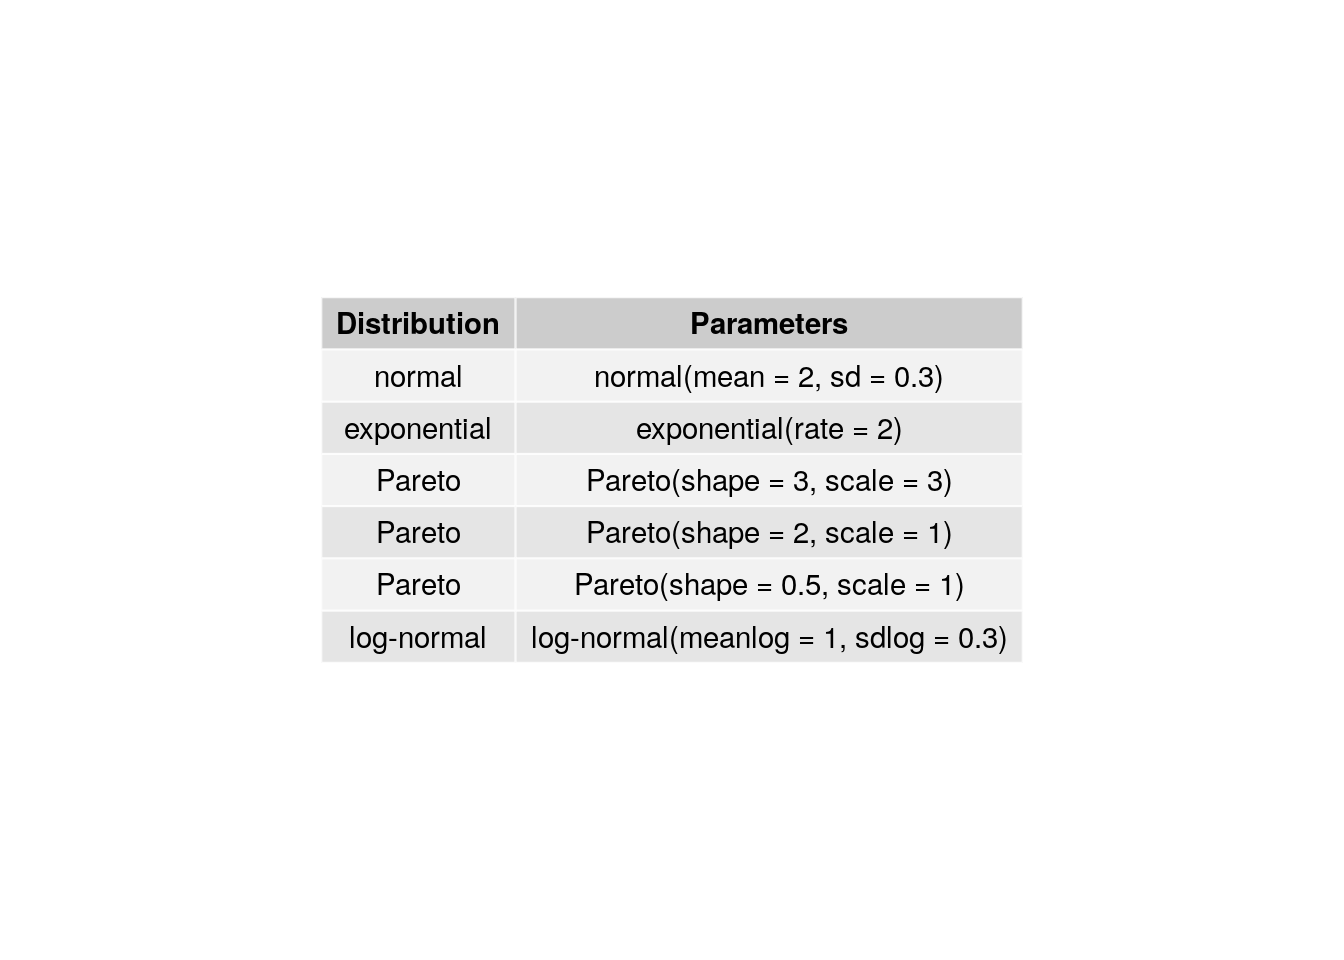 Distribution Parameters
normal normal(mean = 2, sd = 0.3)
exponential exponential(rate = 2)
Pareto Pareto(shape = 3, scale = 3)
Pareto Pareto(shape = 2, scale = 1)
Pareto Pareto(shape = 0.5, scale = 1)
log-normal log-normal(meanlog = 1, sdlog = 0.3)